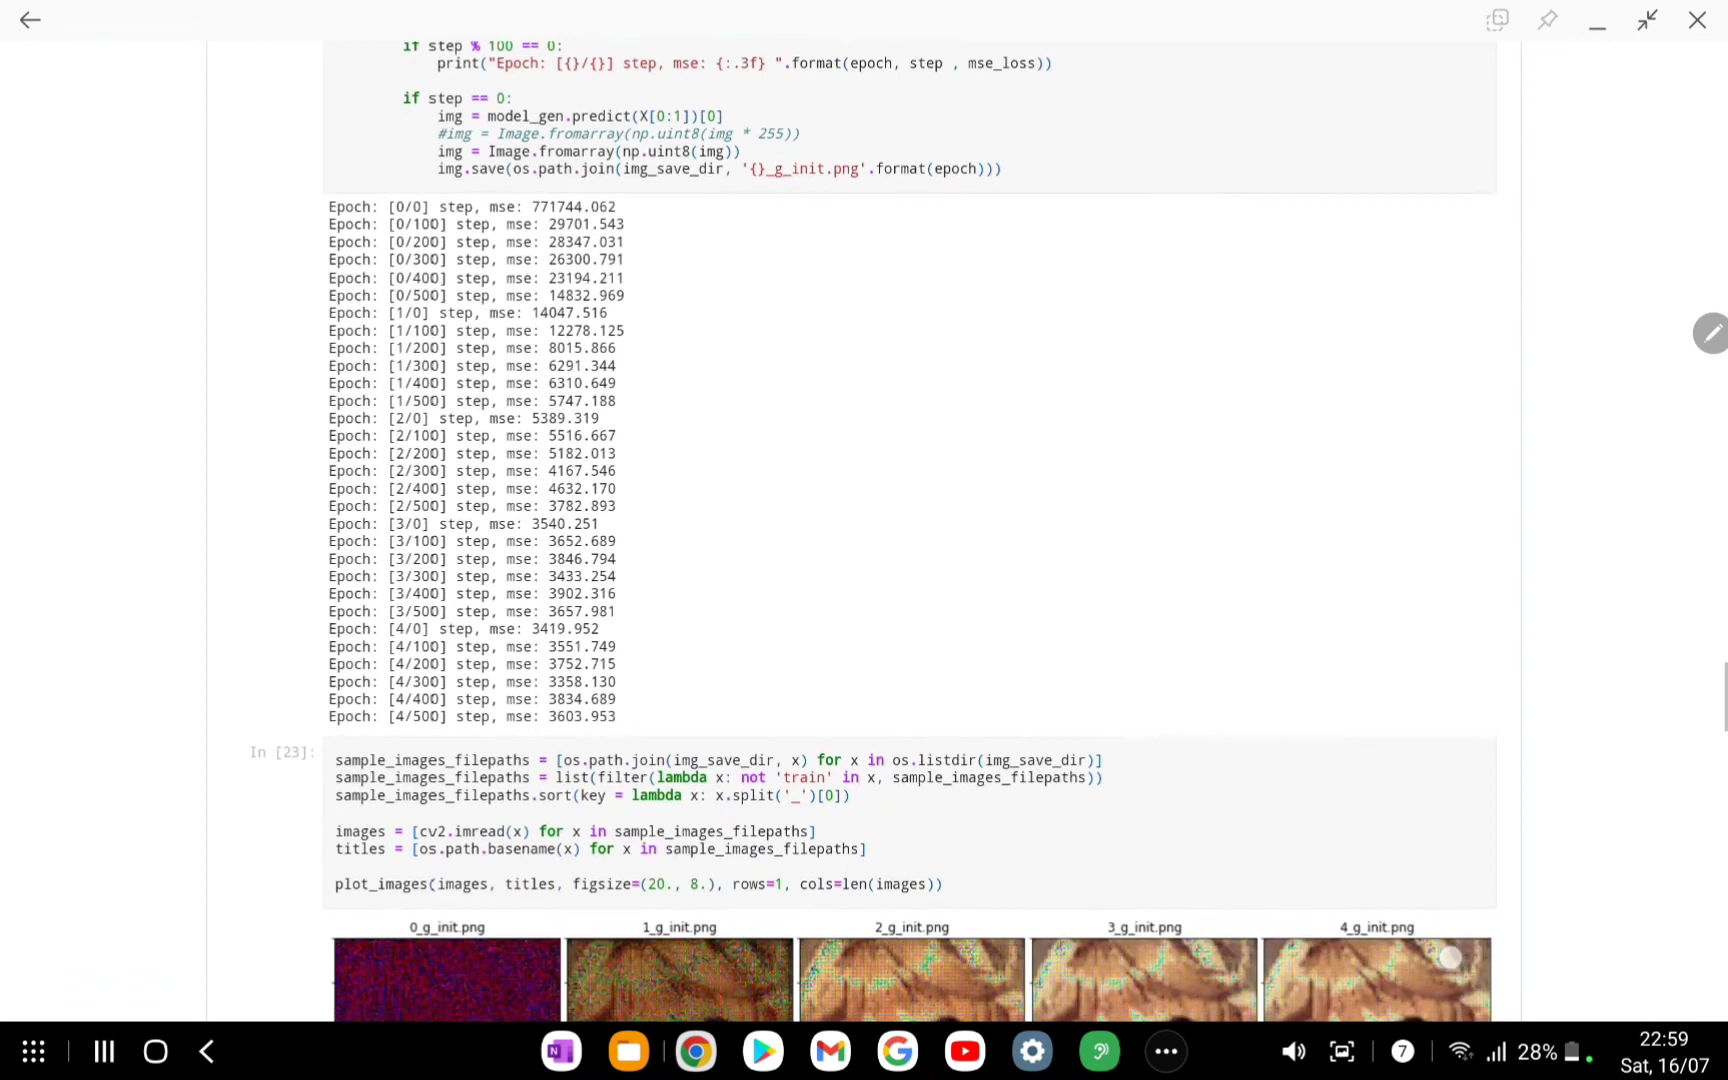 if step % 100 == 0:
print("Epoch: [{}/{}] step, mse: {:.3f} ".format(epoch, step , mse_loss))
if step == 0:
img = model_gen.predict(X[0:1])[0]
#img = Image.fromarray(np.uint8(img * 255))
img = Image.fromarray(np.uint8(img))
img.save(os.path.join(img_save_dir, '{}_g_init.png'.format(epoch)))
Epoch: [0/0] step, mse: 771744.062
Epoch: [0/100] step, mse: 29701.543
Epoch: [0/200] step, mse: 28347.031
Epoch: [0/300] step, mse: 26300.791
Epoch: [0/400] step, mse: 23194.211
Epoch: [0/500] step, mse: 14832.969
Epoch: [1/0] step, mse: 14047.516
Epoch: [1/100] step, mse: 12278.125
Epoch: [1/200] step, mse: 8015.866
Epoch: [1/300] step, mse: 6291.344
Epoch: [1/400] step, mse: 6310.649
Epoch: [1/500] step, mse: 5747.188
Epoch: [2/0] step, mse: 5389.319
Epoch: [2/100] step, mse: 5516.667
Epoch: [2/200] step, mse: 5182.013
Epoch: [2/300] step, mse: 4167.546
Epoch: [2/400] step, mse: 4632.170
Epoch: [2/500] step, mse: 3782.893
Epoch: [3/0] step, mse: 3540.251
Epoch: [3/100] step, mse: 3652.689
Epoch: [3/200] step, mse: 3846.794
Epoch: [3/300] step, mse: 3433.254
Epoch: [3/400] step, mse: 3902.316
Epoch: [3/500] step, mse: 3657.981
Epoch: [4/0] step, mse: 3419.952
Epoch: [4/100] step, mse: 3551.749
Epoch: [4/200] step, mse: 3752.715
Epoch: [4/300] step, mse: 3358.130
Epoch: [4/400] step, mse: 3834.689
Epoch: [4/500] step, mse: 3603.953
In [23]:
sample_images_filepaths = [os.path.join(img_save_dir, x) for x in os.listdir(img_save_dir)]
sample_images_filepaths = list(filter(lambda x: not 'train' in x, sample_images_filepaths))
sample_images_filepaths.sort(key = lambda x: x.split('_')[0])
images = [cv2.imread(x) for x in sample_images_filepaths]
titles = [os.path.basename(x) for x in sample_images_filepaths]
plot_images(images, titles, figsize=(20., 8.), rows=1, cols=len(images))
0_g_init.png 1_g_init.png 2_g_init.png 3_g_init.png 4_g_init.png
N G 7 28% 22:59
Sat, 16/07